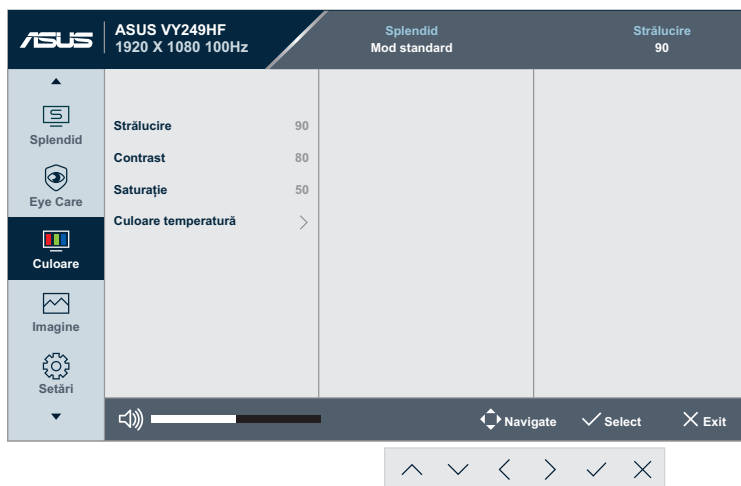 ASUS
ASUS VY249HF
1920 X 1080 100Hz
Splendid
Mod standard
Strălucire
90
Splendid
Eye Care
Culoare
Imagine
Setări
Strălucire 90
Contrast 80
Saturație 50
Culoare temperatură
Navigate
Select
Exit